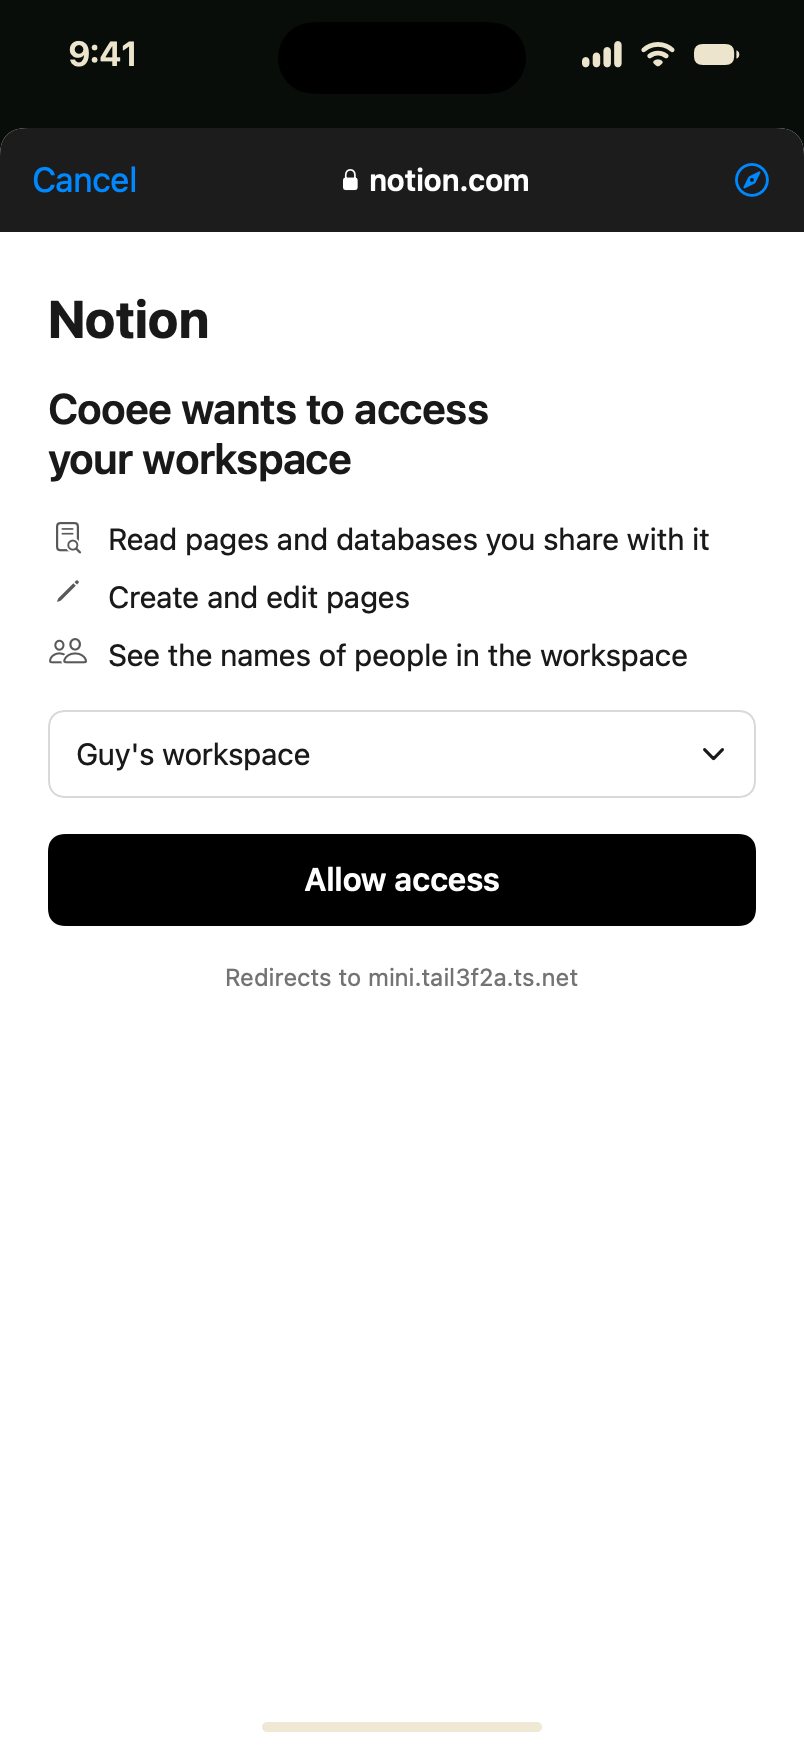 9:41
Cancel
notion.com
Notion
Cooee wants to access
your workspace
Read pages and databases you share with it
Create and edit pages
See the names of people in the workspace
Guy's workspace
Allow access
Redirects to mini.tail3f2a.ts.net